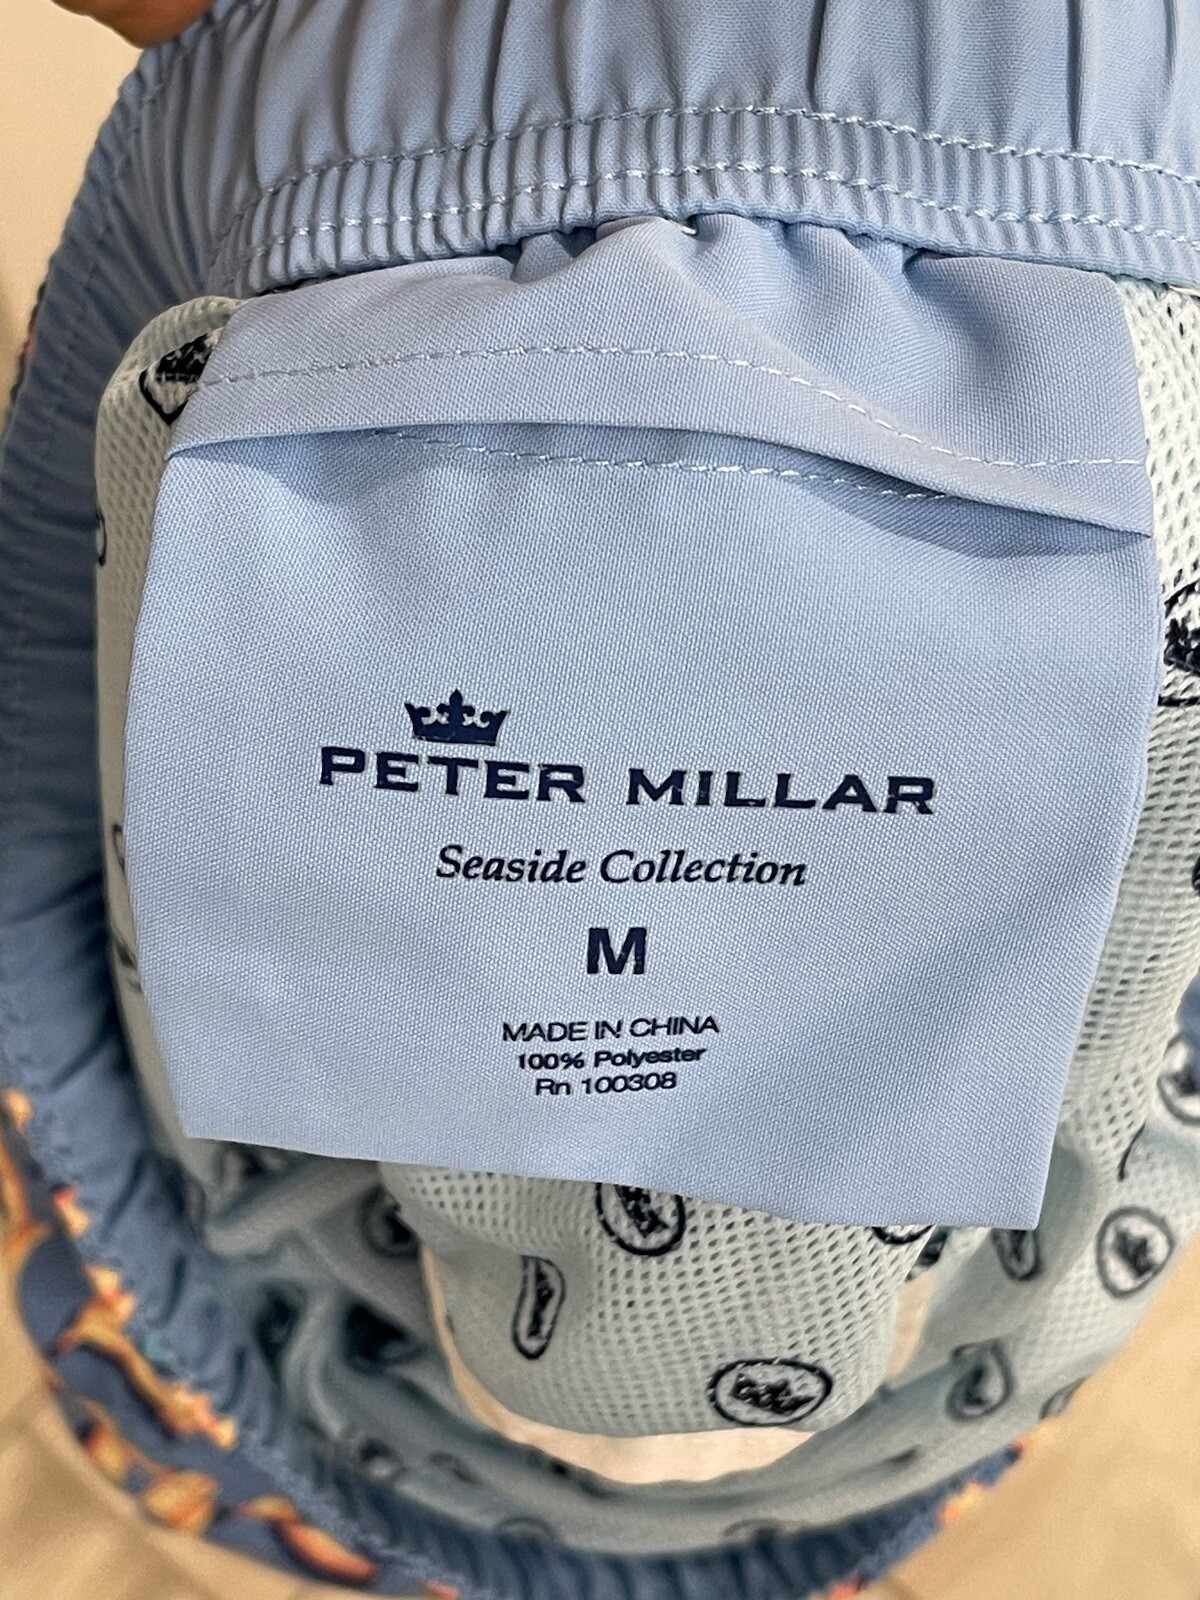 PETER MILLAR
Seaside Collection
M
MADE IN CHINA
100% Polyester
Rn 100308